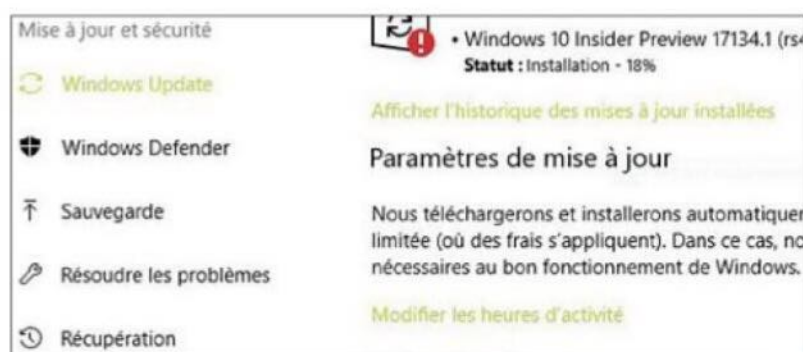 Mise à jour et sécurité
Windows Update
Windows Defender
Sauvegarde
Résoudre les problèmes
Récupération
• Windows 10 Insider Preview 17134.1 (rs4
Statut : Installation - 18%
Afficher l'historique des mises à jour installées
Paramètres de mise à jour
Nous téléchargerons et installerons automatiquer
limitée (où des frais s'appliquent). Dans ce cas, no
nécessaires au bon fonctionnement de Windows.
Modifier les heures d'activité